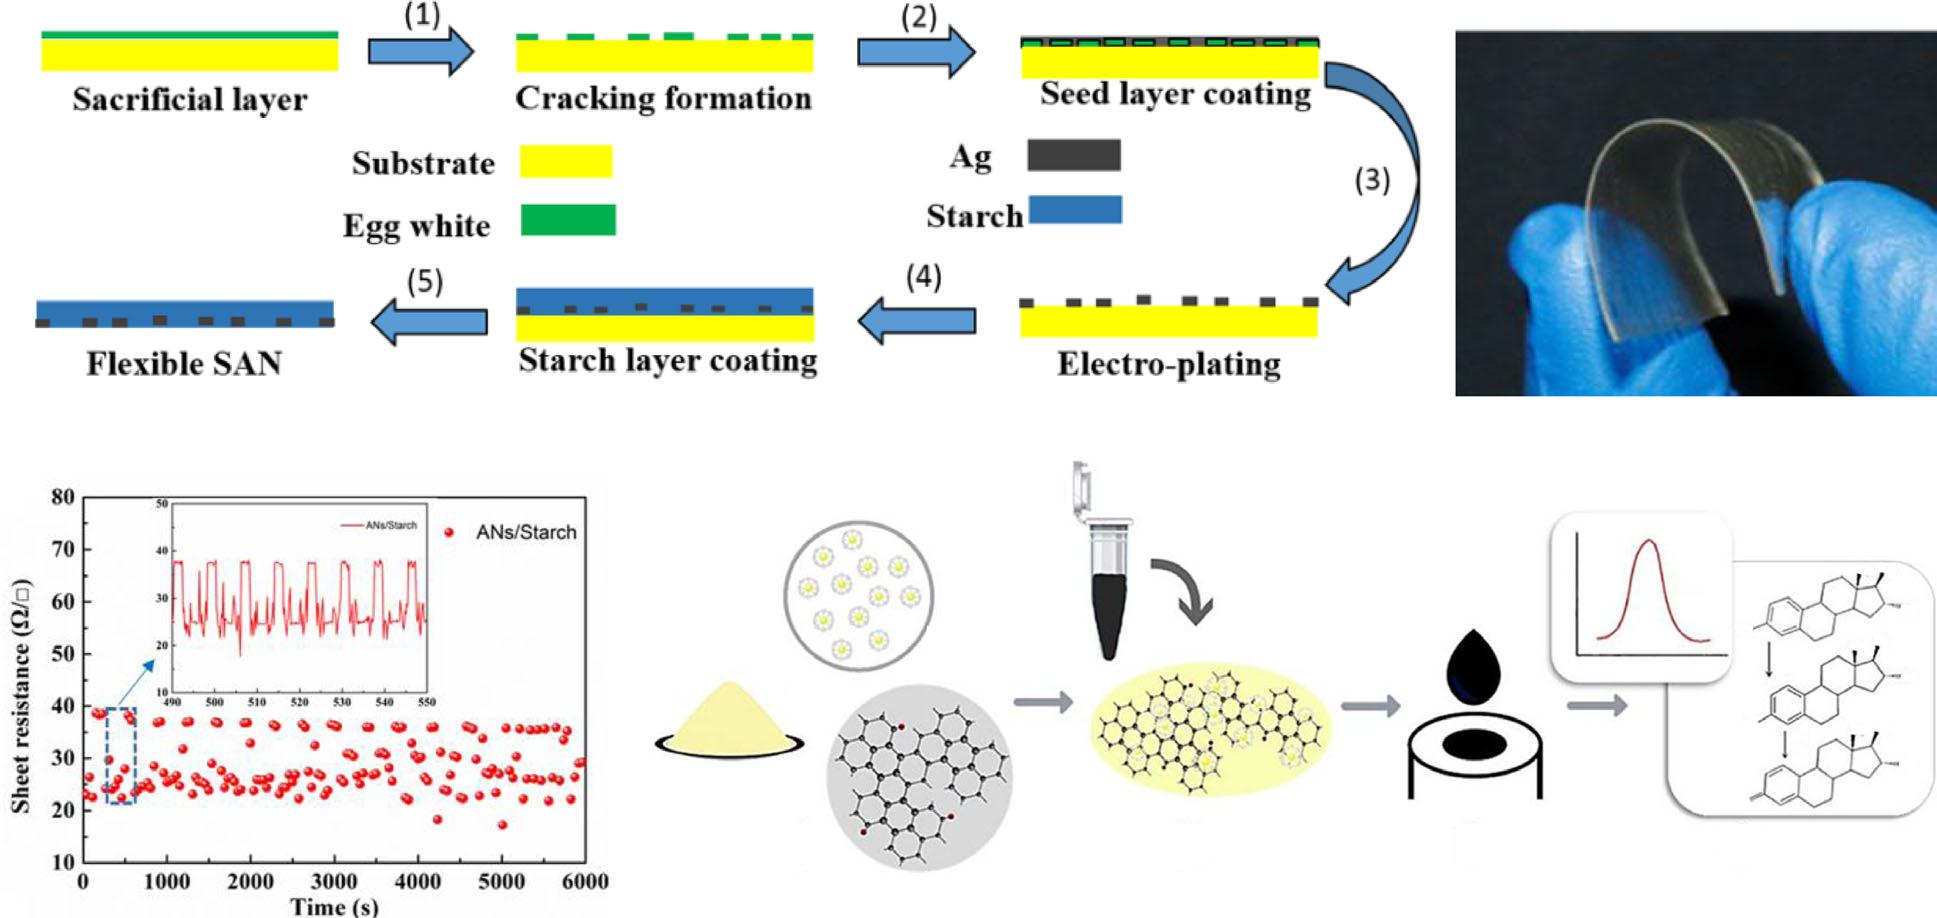 (1)
(2)
Sacrificial layer
Cracking formation
Seed layer coating
Substrate
Ag
(3)
Egg white
Starch
(5)
(4)
Flexible SAN
Starch layer coating
Electro-plating
80
70
60
50
40
30
20
10
Sheet resistance (Ω/□)
0 1000 2000 3000 4000 5000 6000
Time (s)
ANs/Starch
50
40
30
20
10
490 500 510 520 530 540 550
ANs/Starch